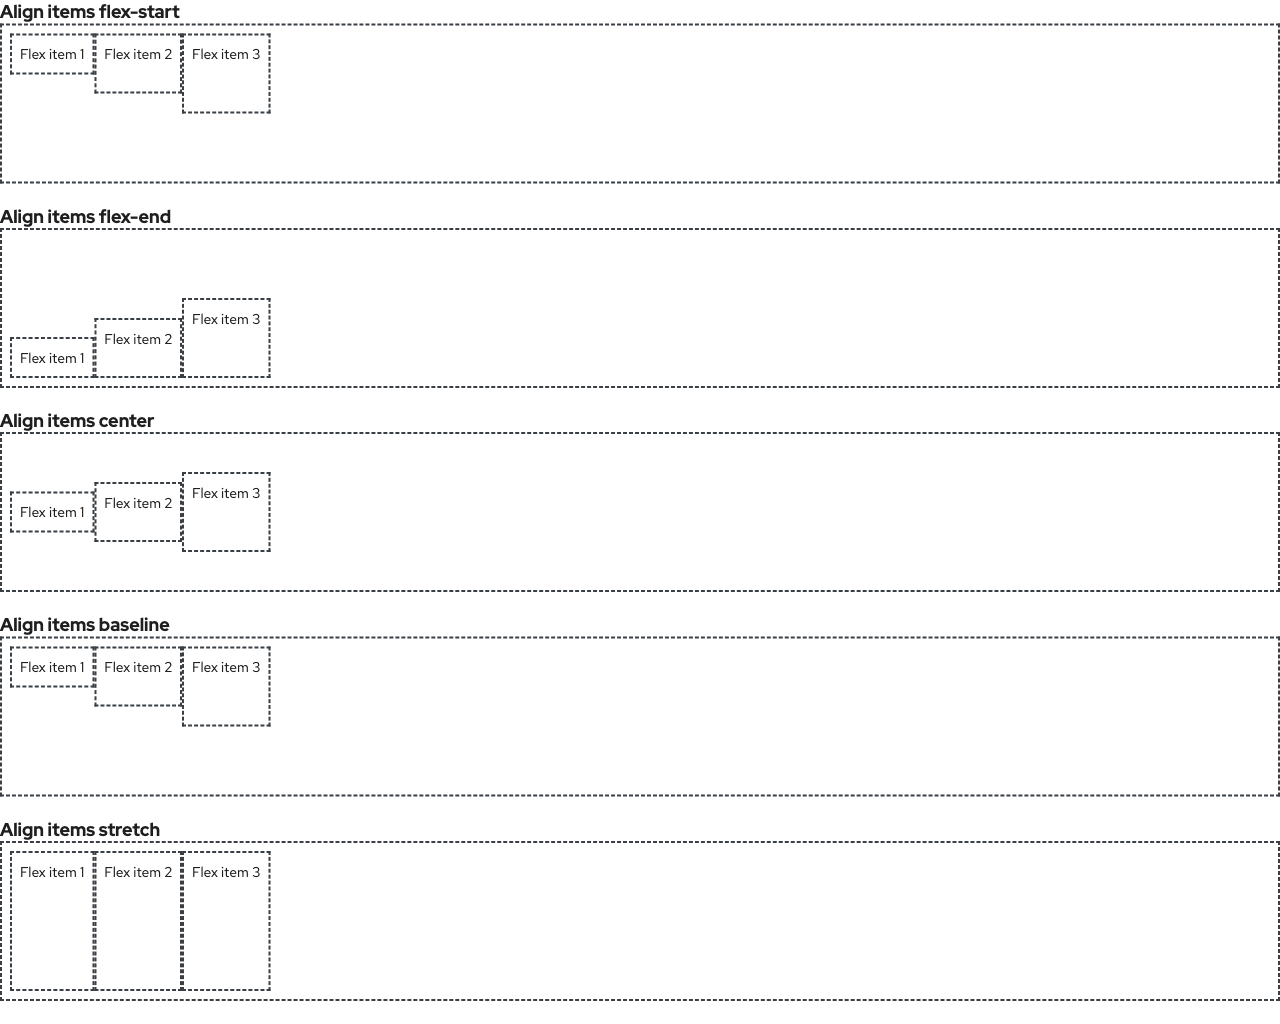 Align items flex-start
Flex item 1 Flex item 2 Flex item 3
Align items flex-end
Flex item 3
Flex item 2
Flex item 1
Align items center
Flex item 3
Flex item 2
Flex item 1
Align items baseline
Flex item 1 Flex item 2 Flex item 3
Align items stretch
Flex item 1 Flex item 2 Flex item 3